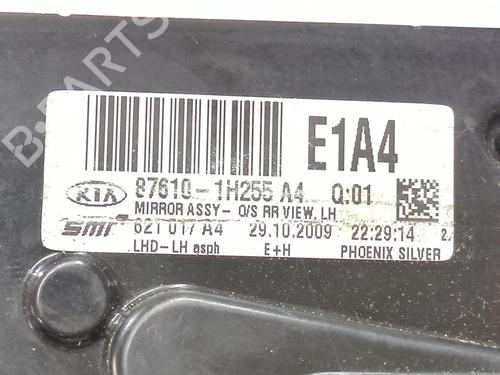 E1A4
KIA 87610-1H255 A4 Q:01
MIRROR ASSY- O/S RR VIEW, LH
smr 621 017 A4 29.10.2009 22:29:14 2.
LHD-LH asph E+H PHOENIX SILVER
B-PARTS